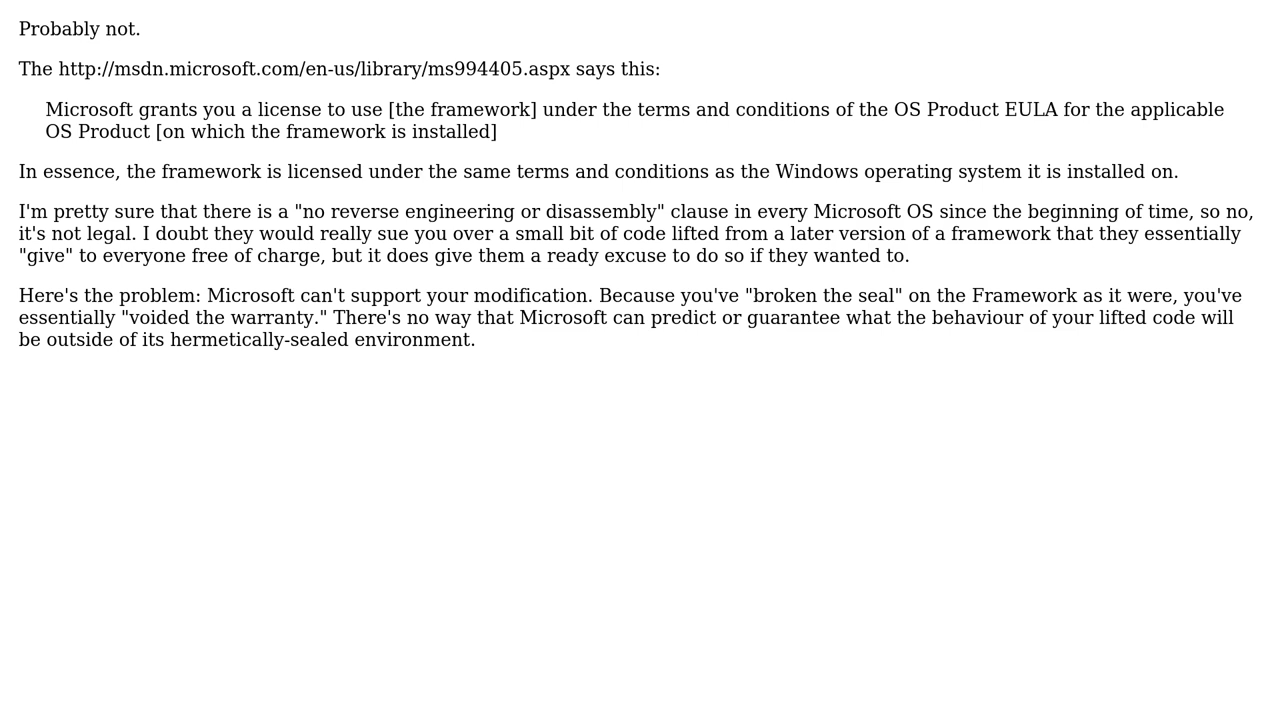 Probably not.
The http://msdn.microsoft.com/en-us/library/ms994405.aspx says this:
Microsoft grants you a license to use [the framework] under the terms and conditions of the OS Product EULA for the applicable
OS Product [on which the framework is installed]
In essence, the framework is licensed under the same terms and conditions as the Windows operating system it is installed on.
I'm pretty sure that there is a "no reverse engineering or disassembly" clause in every Microsoft OS since the beginning of time, so no,
it's not legal. I doubt they would really sue you over a small bit of code lifted from a later version of a framework that they essentially
"give" to everyone free of charge, but it does give them a ready excuse to do so if they wanted to.
Here's the problem: Microsoft can't support your modification. Because you've "broken the seal" on the Framework as it were, you've
essentially "voided the warranty." There's no way that Microsoft can predict or guarantee what the behaviour of your lifted code will
be outside of its hermetically-sealed environment.